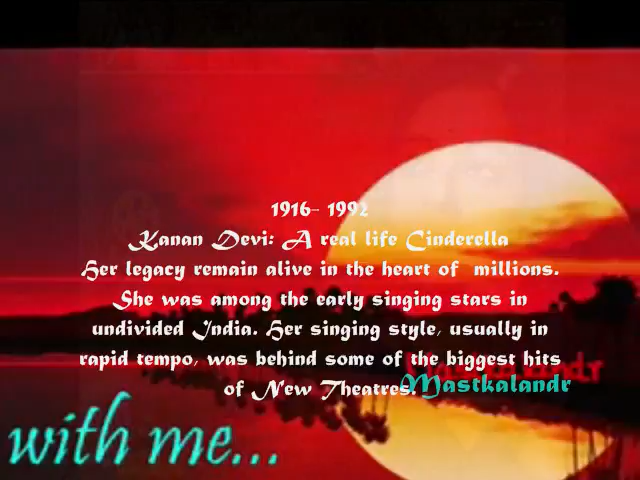 1916- 1992
Kanan Devi: A real life Cinderella
Her legacy remain alive in the heart of millions.
She was among the early singing stars in
undivided India. Her singing style, usually in
rapid tempo, was behind some of the biggest hits
of New Theatres.
Mastkalandr
with me...